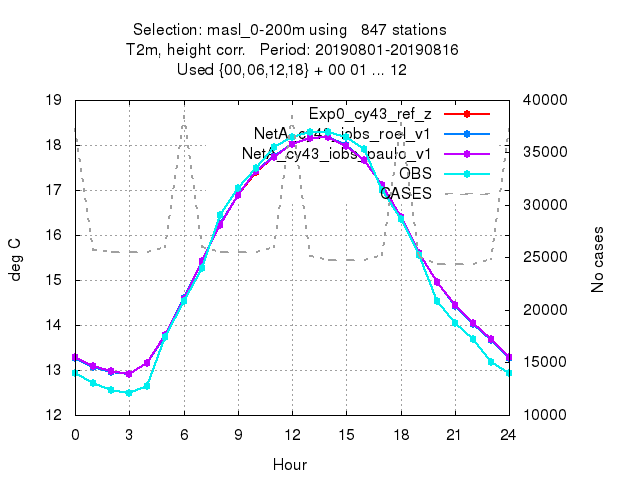 Selection: masl_0-200m using 847 stations
T2m, height corr. Period: 20190801-20190816
Used {00,06,12,18} + 00 01 ... 12
19
18
17
16
15
14
13
12
40000
35000
30000
25000
20000
15000
10000
Exp0_cy43_ref_z
NetA_cy43_iobs_roel_v1
NetA_cy43_iobs_paulo_v1
OBS
CASES
deg C
No cases
0 3 6 9 12 15 18 21 24
Hour